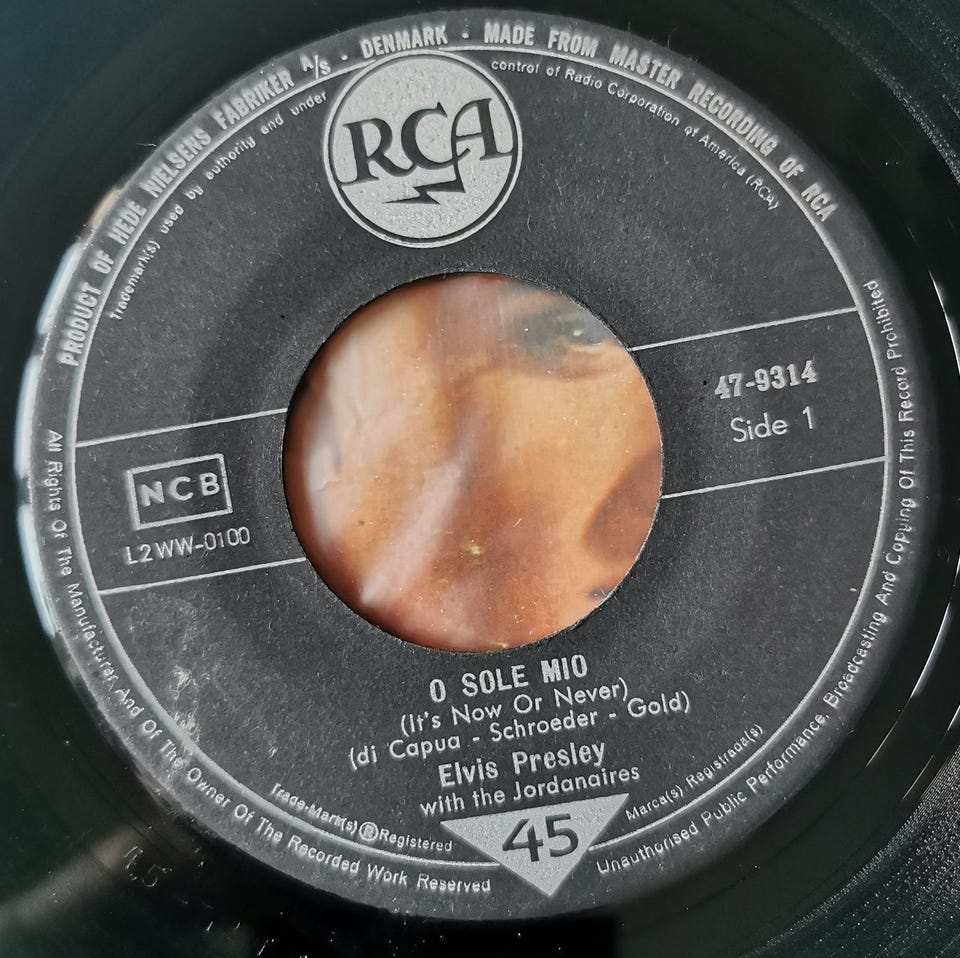 PRODUCT OF HEDE NIELSENS FABRIKER A/S · DENMARK · MADE FROM MASTER RECORDING OF RCA
Trademark(s) used by authority and under control of Radio Corporation of America (RCA)
RCA
47-9314
Side 1
NCB
L2WW-0100
O SOLE MIO
(It's Now Or Never)
(di Capua - Schroeder - Gold)
Elvis Presley
with the Jordanaires
Trade-Mark(s) ® Registered
Marca(s) Registrada(s)
45
All Rights Of The Manufacturer And Of The Owner Of The Recorded Work Reserved
Unauthorised Public Performance, Broadcasting And Copying Of This Record Prohibited
45